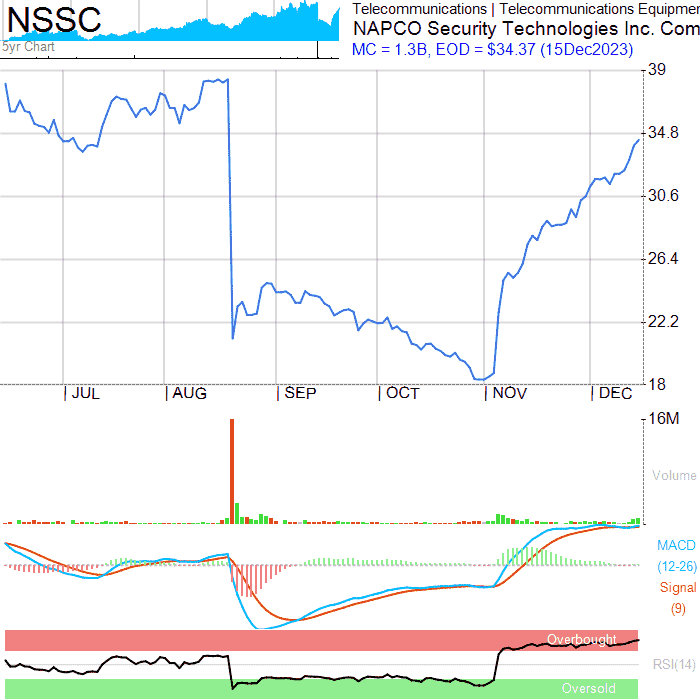 NSSC
5yr Chart
Telecommunications | Telecommunications Equipmen
NAPCO Security Technologies Inc. Com
MC = 1.3B, EOD = $34.37 (15Dec2023)
39
34.8
30.6
26.4
22.2
18
JUL
AUG
SEP
OCT
NOV
DEC
16M
Volume
MACD
(12-26)
Signal
(9)
Overbought
RSI(14)
Oversold